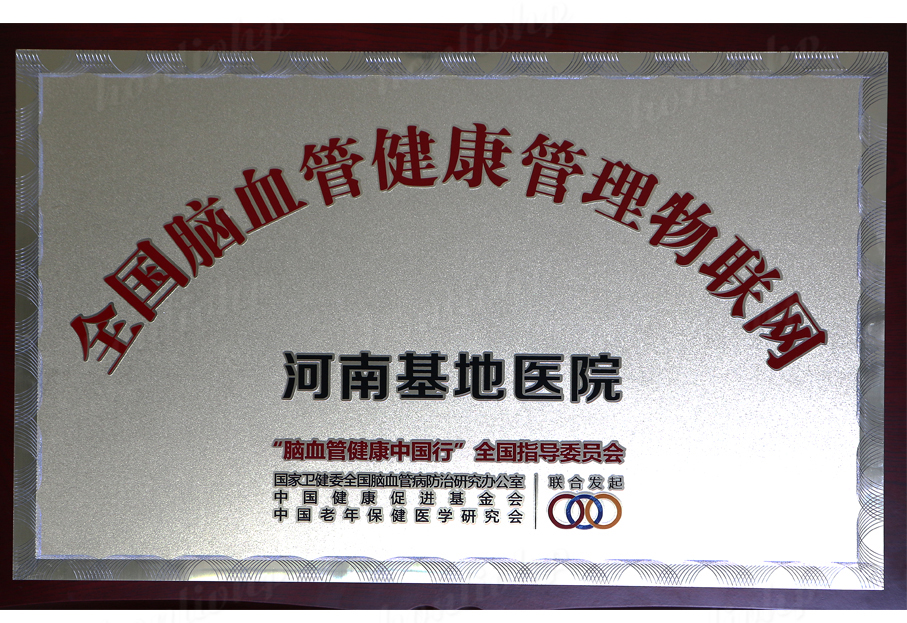 全国脑血管健康管理物联网
河南基地医院
“脑血管健康中国行”全国指导委员会
国家卫健委全国脑血管病防治研究办公室
中国健康促进基金会
中国老年保健医学研究会
联合发起